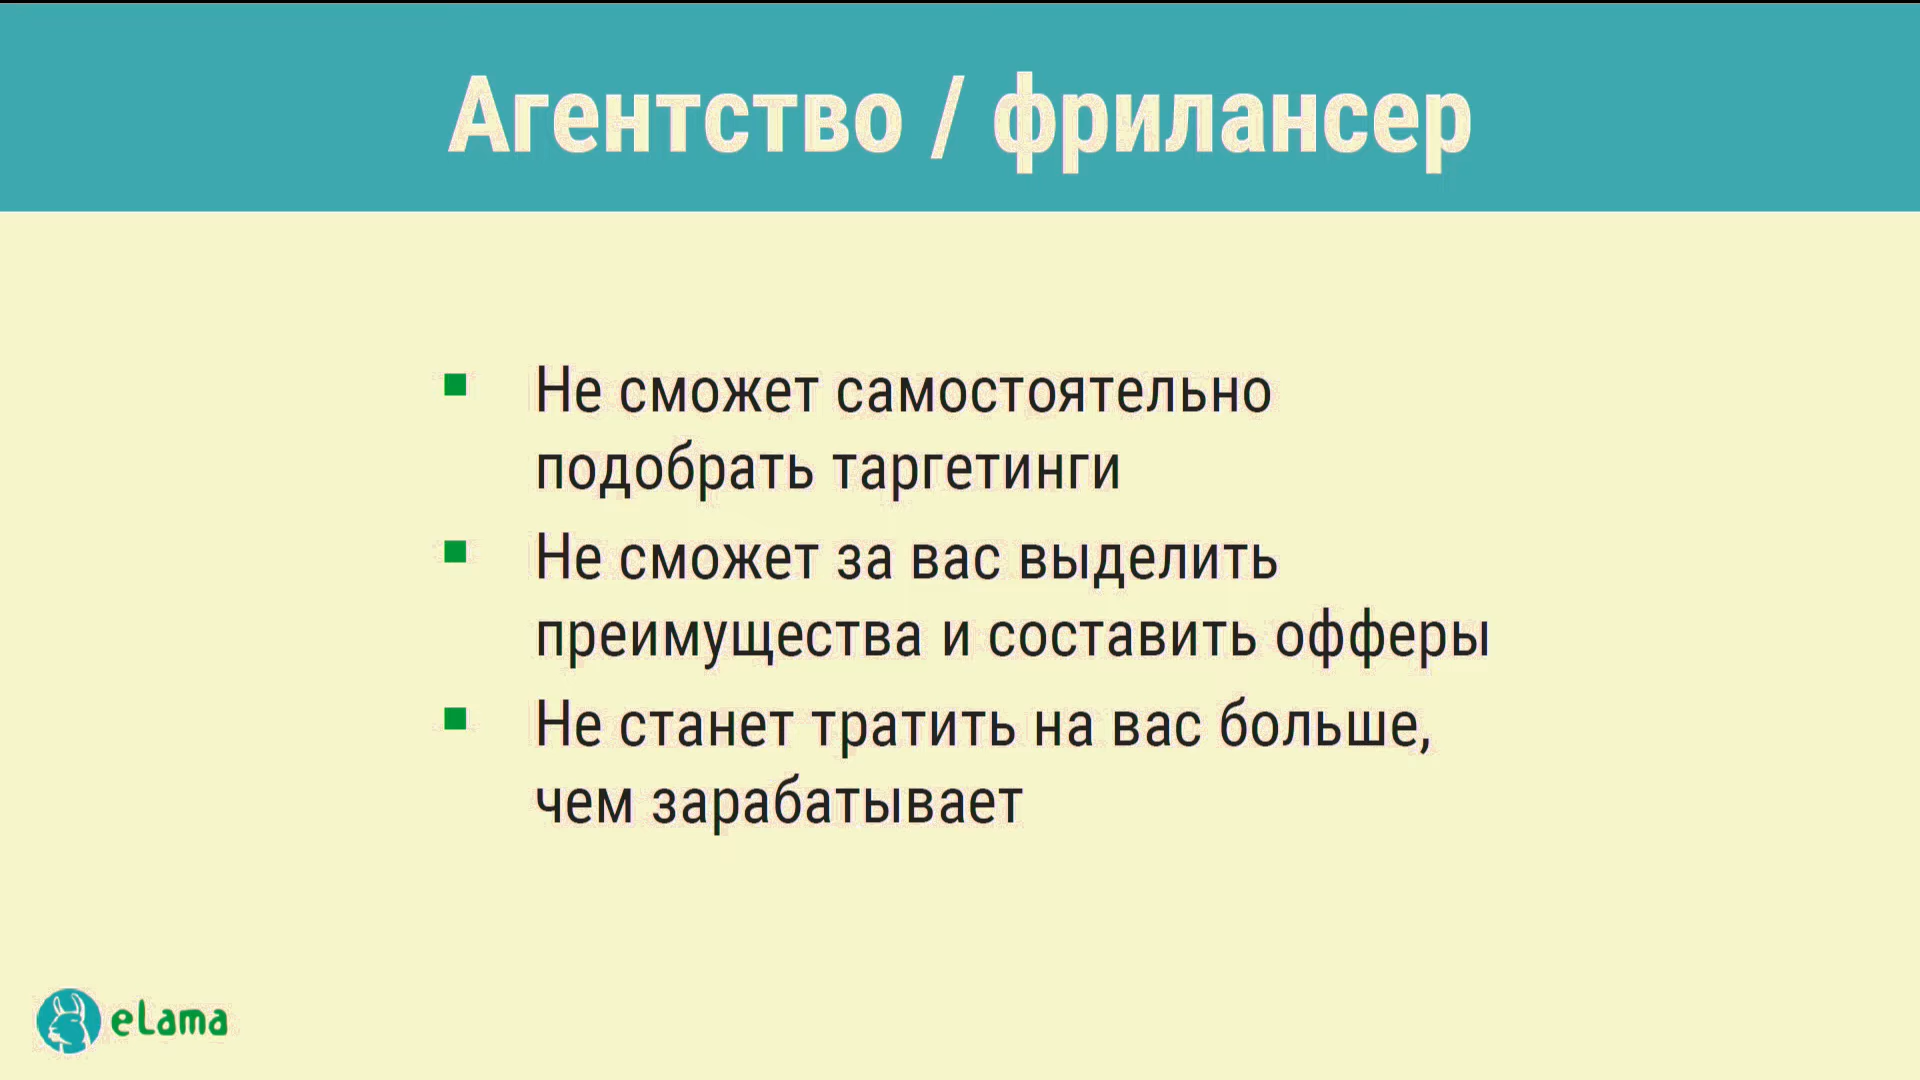 Агентство / фрилансер
Не сможет самостоятельно
подобрать таргетинги
Не сможет за вас выделить
преимущества и составить офферы
Не станет тратить на вас больше,
чем зарабатывает
eLama